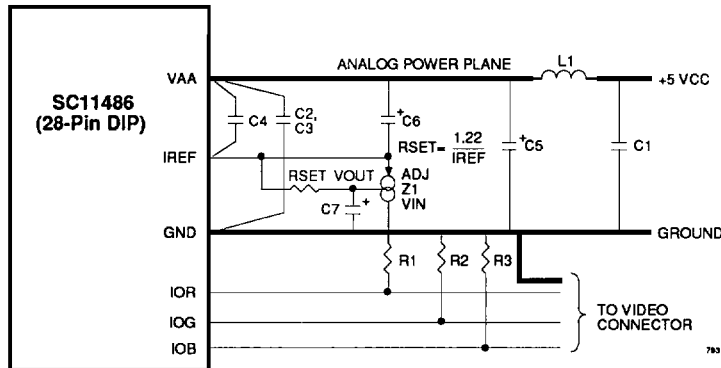 SC11486
(28-Pin DIP)
VAA
IREF
GND
IOR
IOG
IOB
ANALOG POWER PLANE
L1
+5 VCC
C4
C2,
C3
+
C6
RSET= 1.22
IREF
+
C5
C1
RSET VOUT
ADJ
Z1
VIN
C7
+
GROUND
R1
R2
R3
TO VIDEO
CONNECTOR
793